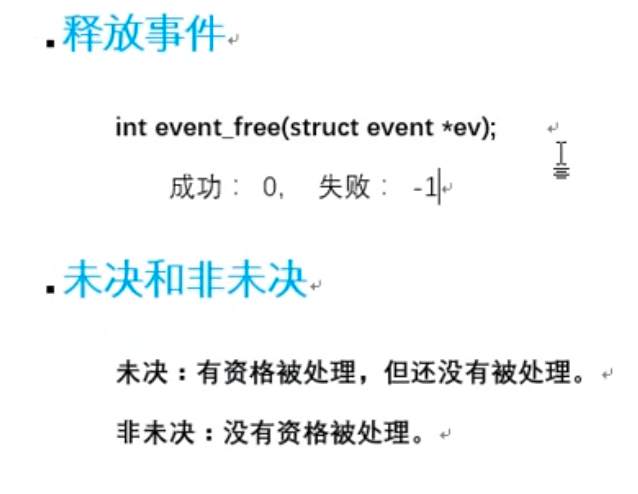 释放事件
int event_free(struct event *ev);
成功： 0, 失败： -1
未决和非未决
未决：有资格被处理，但还没有被处理。
非未决：没有资格被处理。